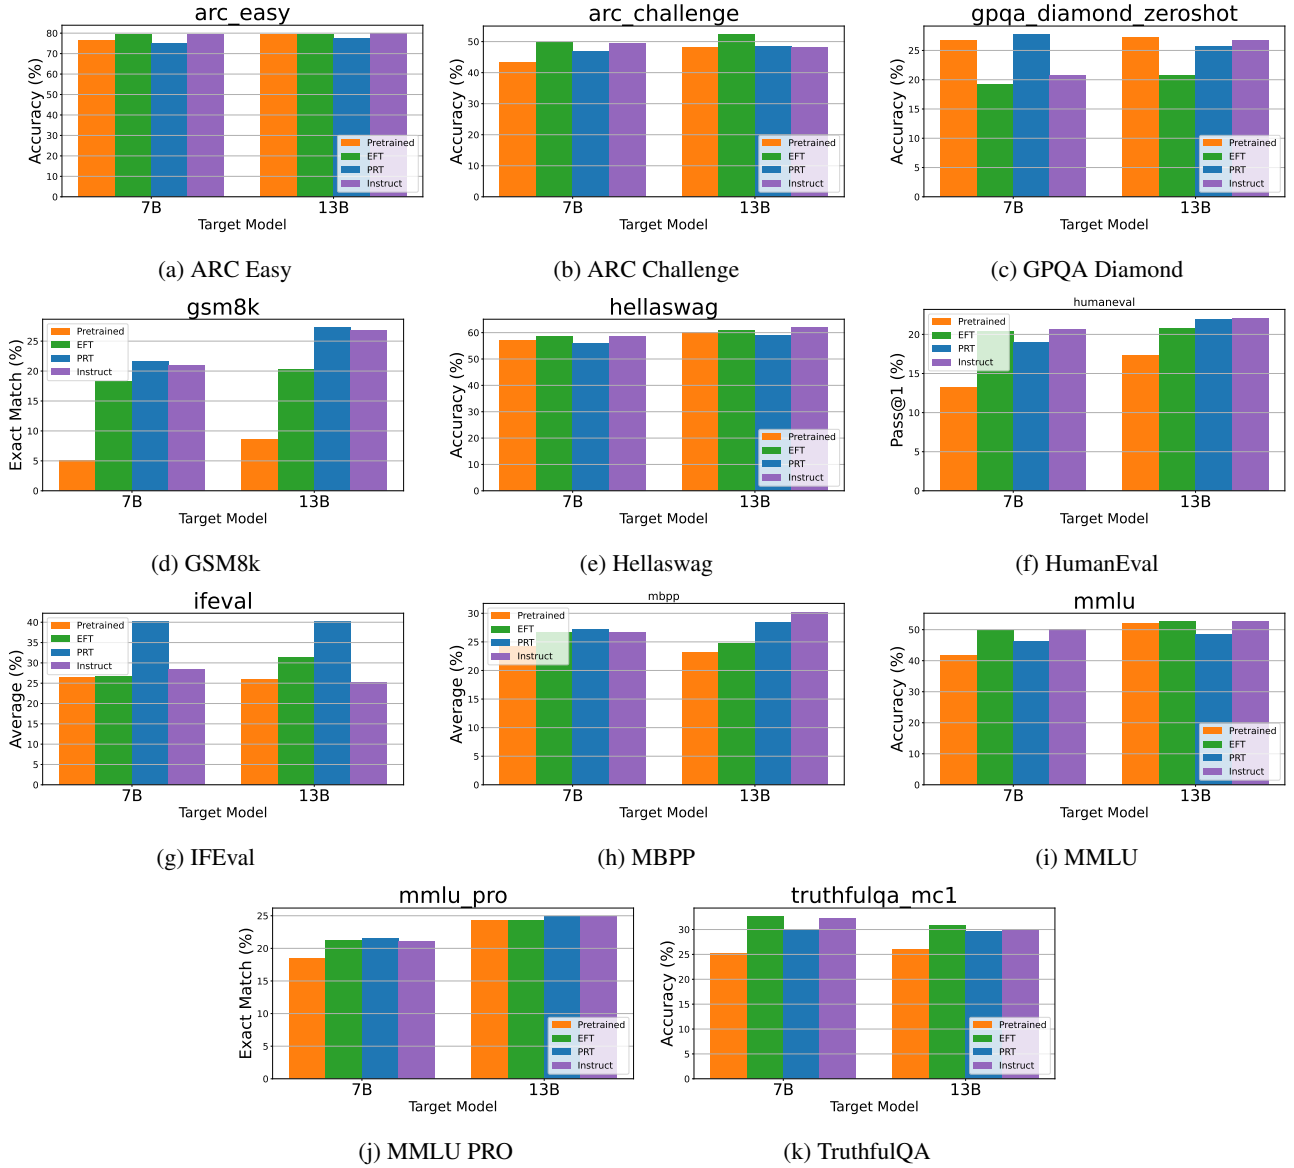 arc_easy
Accuracy (%)
80
70
60
50
40
30
20
10
0
Pretrained
EFT
PRT
Instruct
7B
13B
Target Model
(a) ARC Easy
arc_challenge
Accuracy (%)
50
40
30
20
10
0
Pretrained
EFT
PRT
Instruct
7B
13B
Target Model
(b) ARC Challenge
gpqa_diamond_zeroshot
Accuracy (%)
25
20
15
10
5
0
Pretrained
EFT
PRT
Instruct
7B
13B
Target Model
(c) GPQA Diamond
gsm8k
Exact Match (%)
25
20
15
10
5
0
Pretrained
EFT
PRT
Instruct
7B
13B
Target Model
(d) GSM8k
hellaswag
Accuracy (%)
60
50
40
30
20
10
0
Pretrained
EFT
PRT
Instruct
7B
13B
Target Model
(e) Hellaswag
humaneval
Pass@1 (%)
20
15
10
5
0
Pretrained
EFT
PRT
Instruct
7B
13B
Target Model
(f) HumanEval
ifeval
Average (%)
40
35
30
25
20
15
10
5
0
Pretrained
EFT
PRT
Instruct
7B
13B
Target Model
(g) IFEval
mbpp
Average (%)
30
25
20
15
10
5
0
Pretrained
EFT
PRT
Instruct
7B
13B
Target Model
(h) MBPP
mmlu
Accuracy (%)
50
40
30
20
10
0
Pretrained
EFT
PRT
Instruct
7B
13B
Target Model
(i) MMLU
mmlu_pro
Exact Match (%)
25
20
15
10
5
0
Pretrained
EFT
PRT
Instruct
7B
13B
Target Model
(j) MMLU PRO
truthfulqa_mc1
Accuracy (%)
30
25
20
15
10
5
0
Pretrained
EFT
PRT
Instruct
7B
13B
Target Model
(k) TruthfulQA